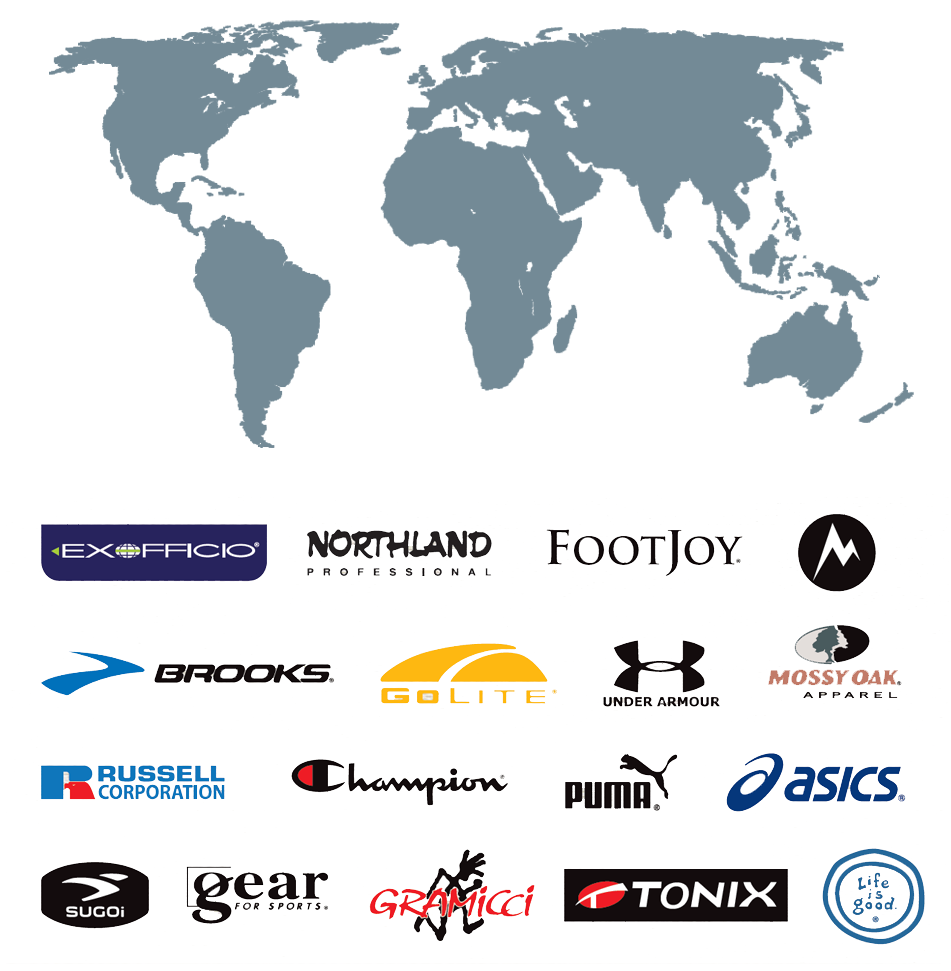 EXOFFICIO®
NORTHLAND
PROFESSIONAL
FOOTJOY®
BROOKS®
GOLITE®
UNDER ARMOUR
MOSSY OAK®
APPAREL
RUSSELL
CORPORATION
Champion®
PUMA®
asics®
SUGOi
gear
FOR SPORTS®
GRAMicci
TONIX
Life
is
good.
®